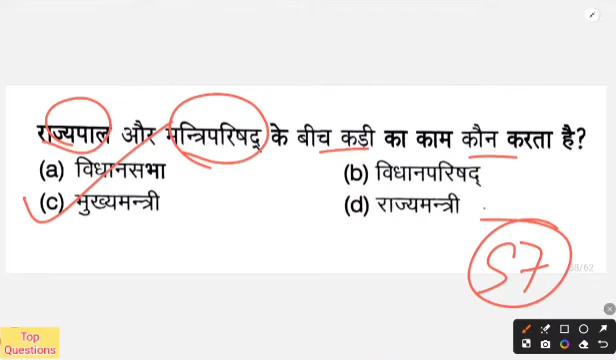 राज्यपाल और मन्त्रिपरिषद् के बीच कड़ी का काम कौन करता है?
(a) विधानसभा
(b) विधानपरिषद्
(c) मुख्यमन्त्री
(d) राज्यमन्त्री
57
58/62
Top
Questions